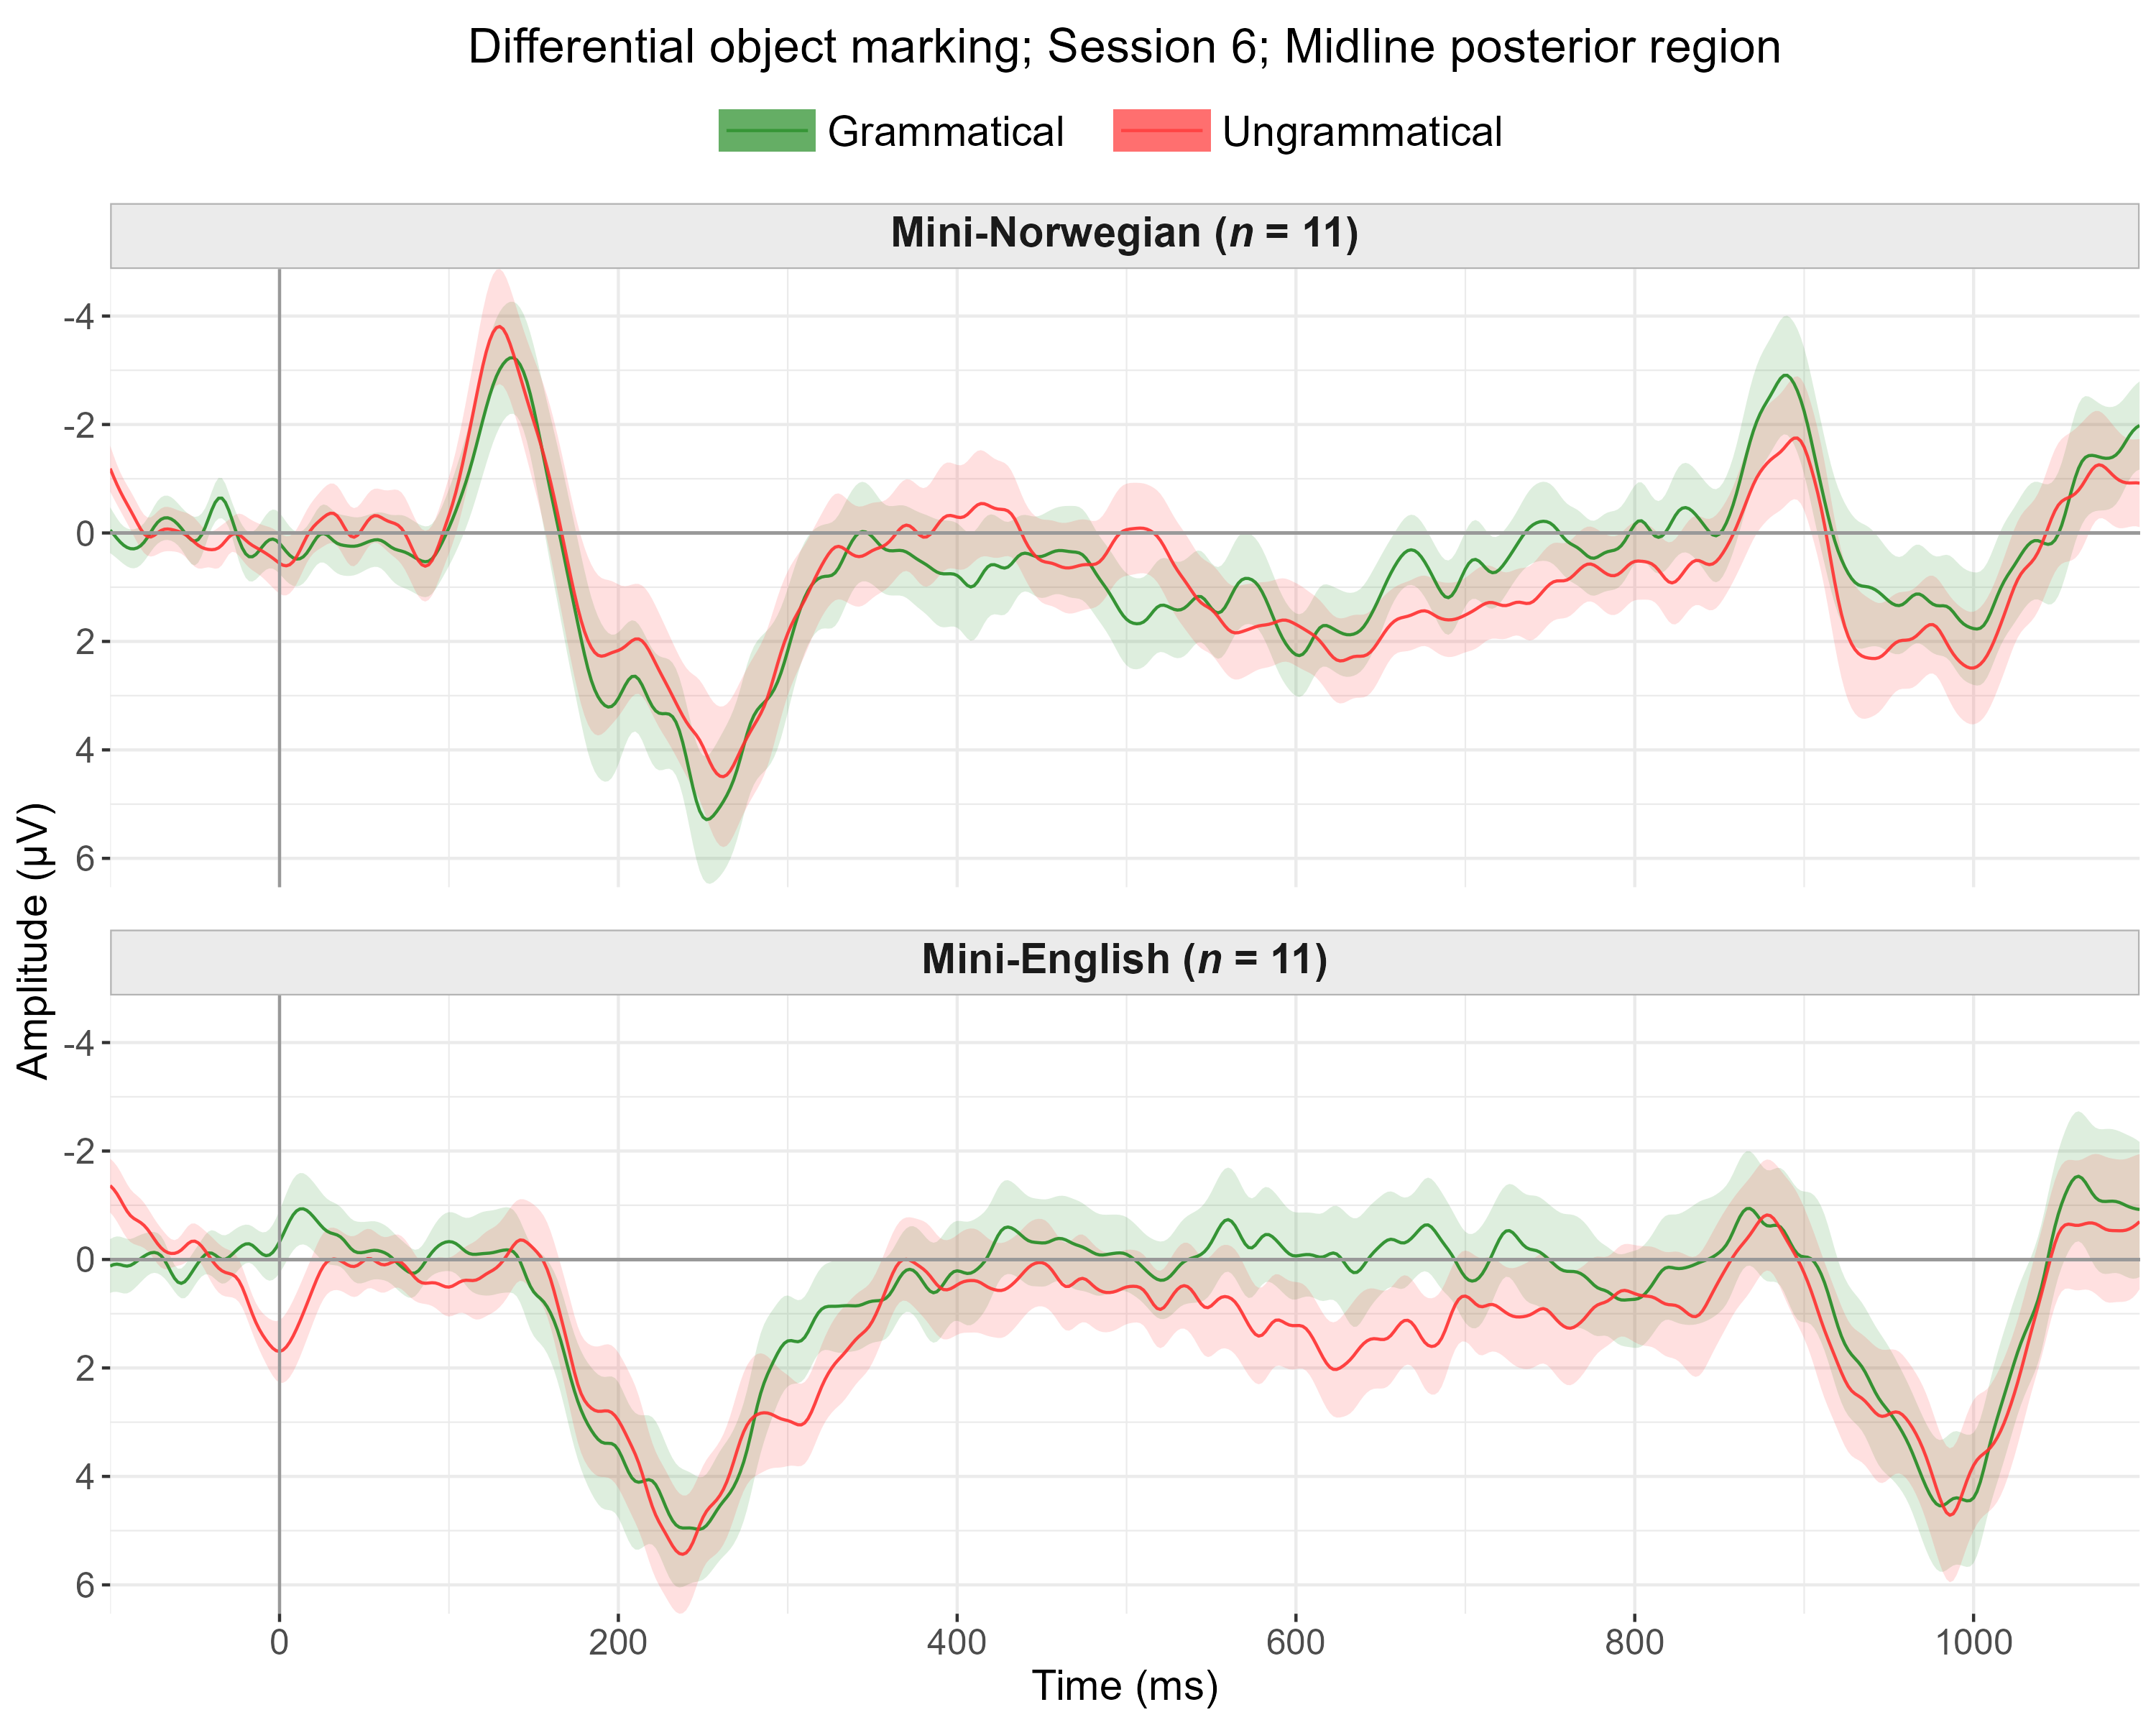 Differential object marking; Session 6; Midline posterior region
Grammatical Ungrammatical
Mini-Norwegian (n = 11)
-4
-2
0
2
4
6
Mini-English (n = 11)
-4
-2
0
2
4
6
0 200 400 600 800 1000
Time (ms)
Amplitude (µV)